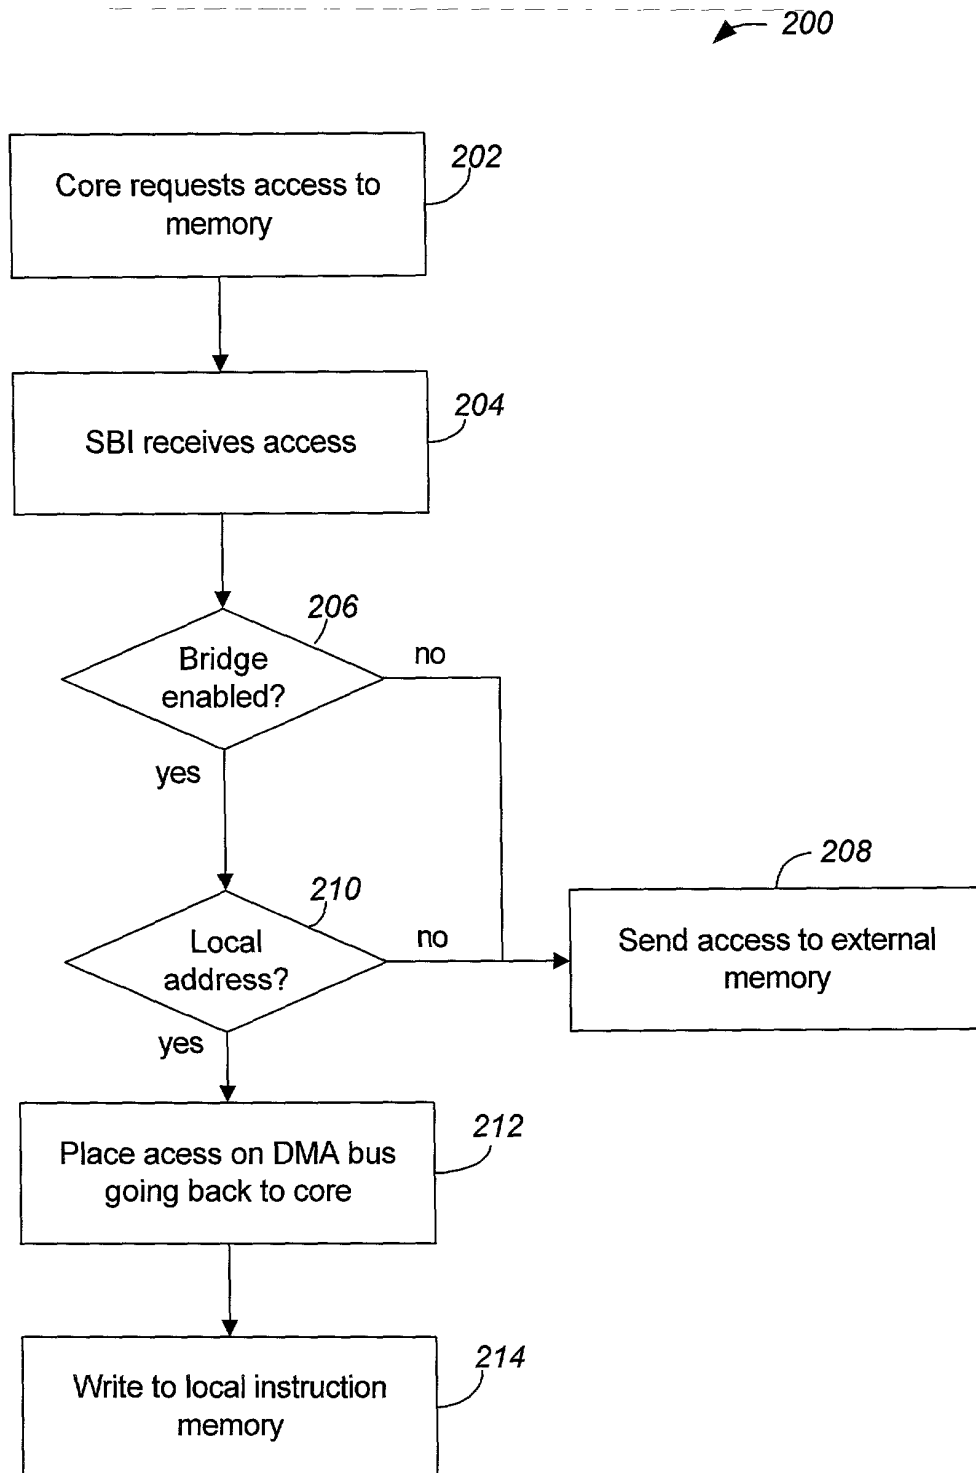 200
Core requests access to
memory
202
SBI receives access
204
206
Bridge
enabled?
no
yes
208
210
Local
address?
no
Send access to external
memory
yes
Place acess on DMA bus
going back to core
212
Write to local instruction
memory
214